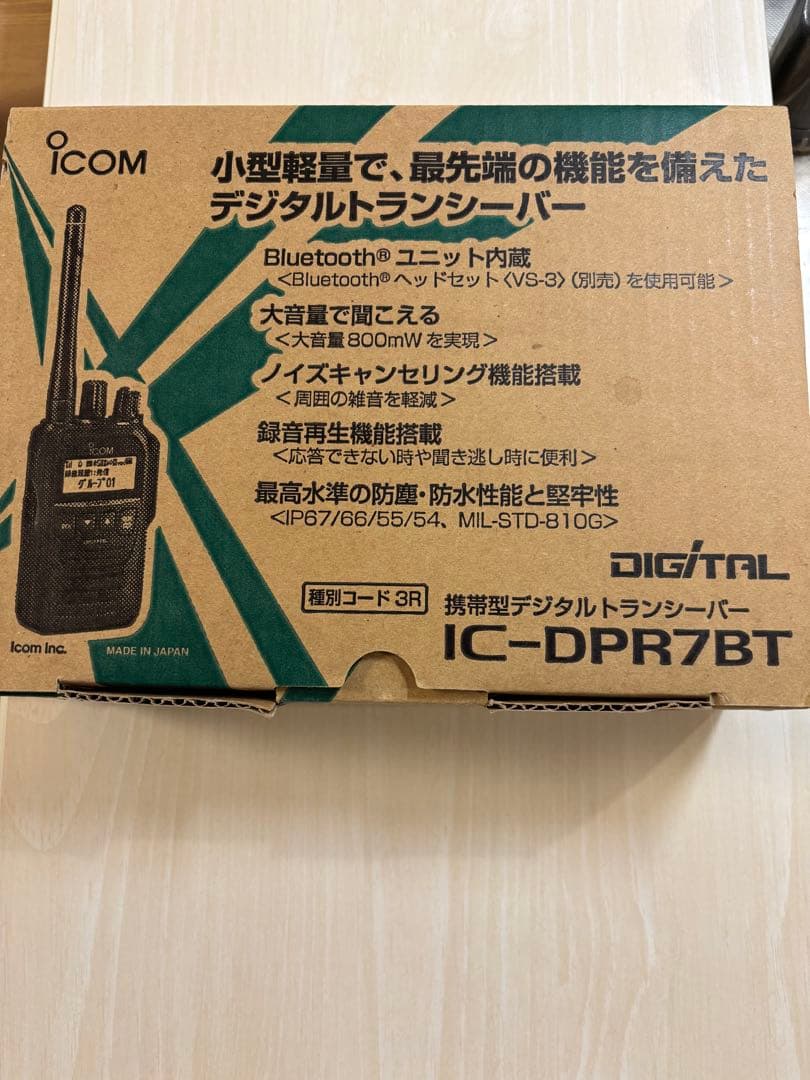 iCOM
小型軽量で、最先端の機能を備えた
デジタルトランシーバー
Bluetooth® ユニット内蔵
<Bluetooth® ヘッドセット〈VS-3〉(別売)を使用可能>
大音量で聞こえる
<大音量800mWを実現>
ノイズキャンセリング機能搭載
<周囲の雑音を軽減>
録音再生機能搭載
<応答できない時や聞き逃し時に便利>
最高水準の防塵・防水性能と堅牢性
<IP67/66/55/54、MIL-STD-810G>
iCOM
グループ01
DIGITAL
種別コード 3R
携帯型デジタルトランシーバー
IC-DPR7BT
Icom Inc.
MADE IN JAPAN